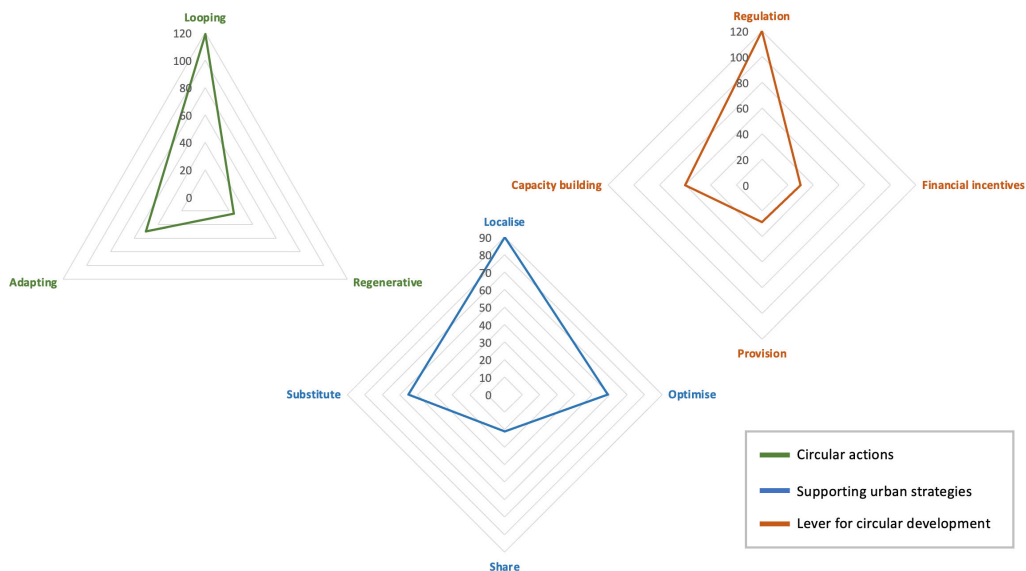 Looping
120
100
80
60
40
20
0
Adapting
Regenerative
Regulation
120
100
80
60
40
20
0
Capacity building
Financial incentives
Provision
Localise
90
80
70
60
50
40
30
20
10
0
Substitute
Optimise
Share
Circular actions
Supporting urban strategies
Lever for circular development